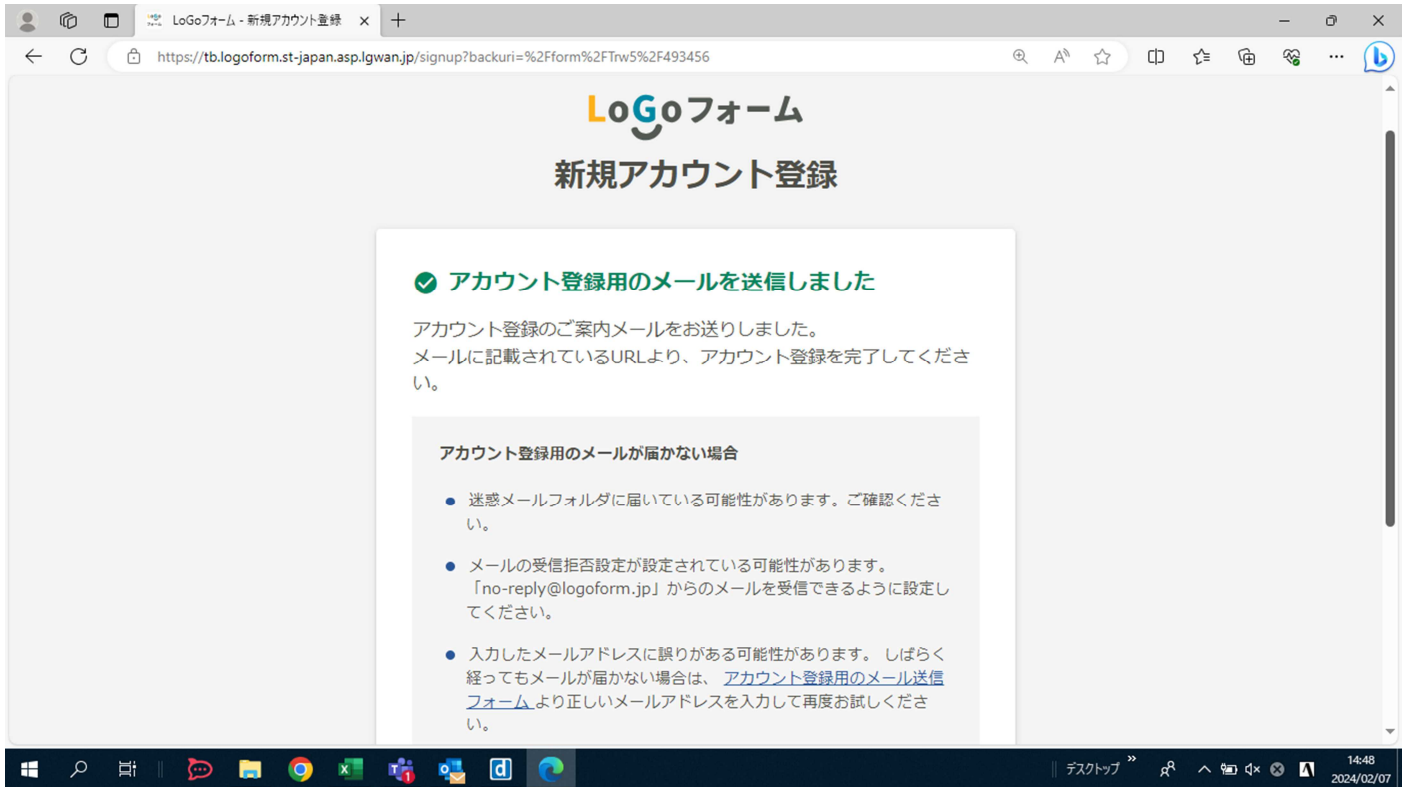 LoGoフォーム - 新規アカウント登録
https://tb.logoform.st-japan.asp.lgwan.jp/signup?backuri=%2Fform%2FTrw5%2F493456
LoGoフォーム
新規アカウント登録
アカウント登録用のメールを送信しました
アカウント登録のご案内メールをお送りしました。
メールに記載されているURLより、アカウント登録を完了してくださ
い。
アカウント登録用のメールが届かない場合
迷惑メールフォルダに届いている可能性があります。ご確認くださ
い。
メールの受信拒否設定が設定されている可能性があります。
「no-reply@logoform.jp」からのメールを受信できるように設定し
てください。
入力したメールアドレスに誤りがある可能性があります。 しばらく
経ってもメールが届かない場合は、 アカウント登録用のメール送信
フォーム より正しいメールアドレスを入力して再度お試しくださ
い。
デスクトップ
14:48
2024/02/07